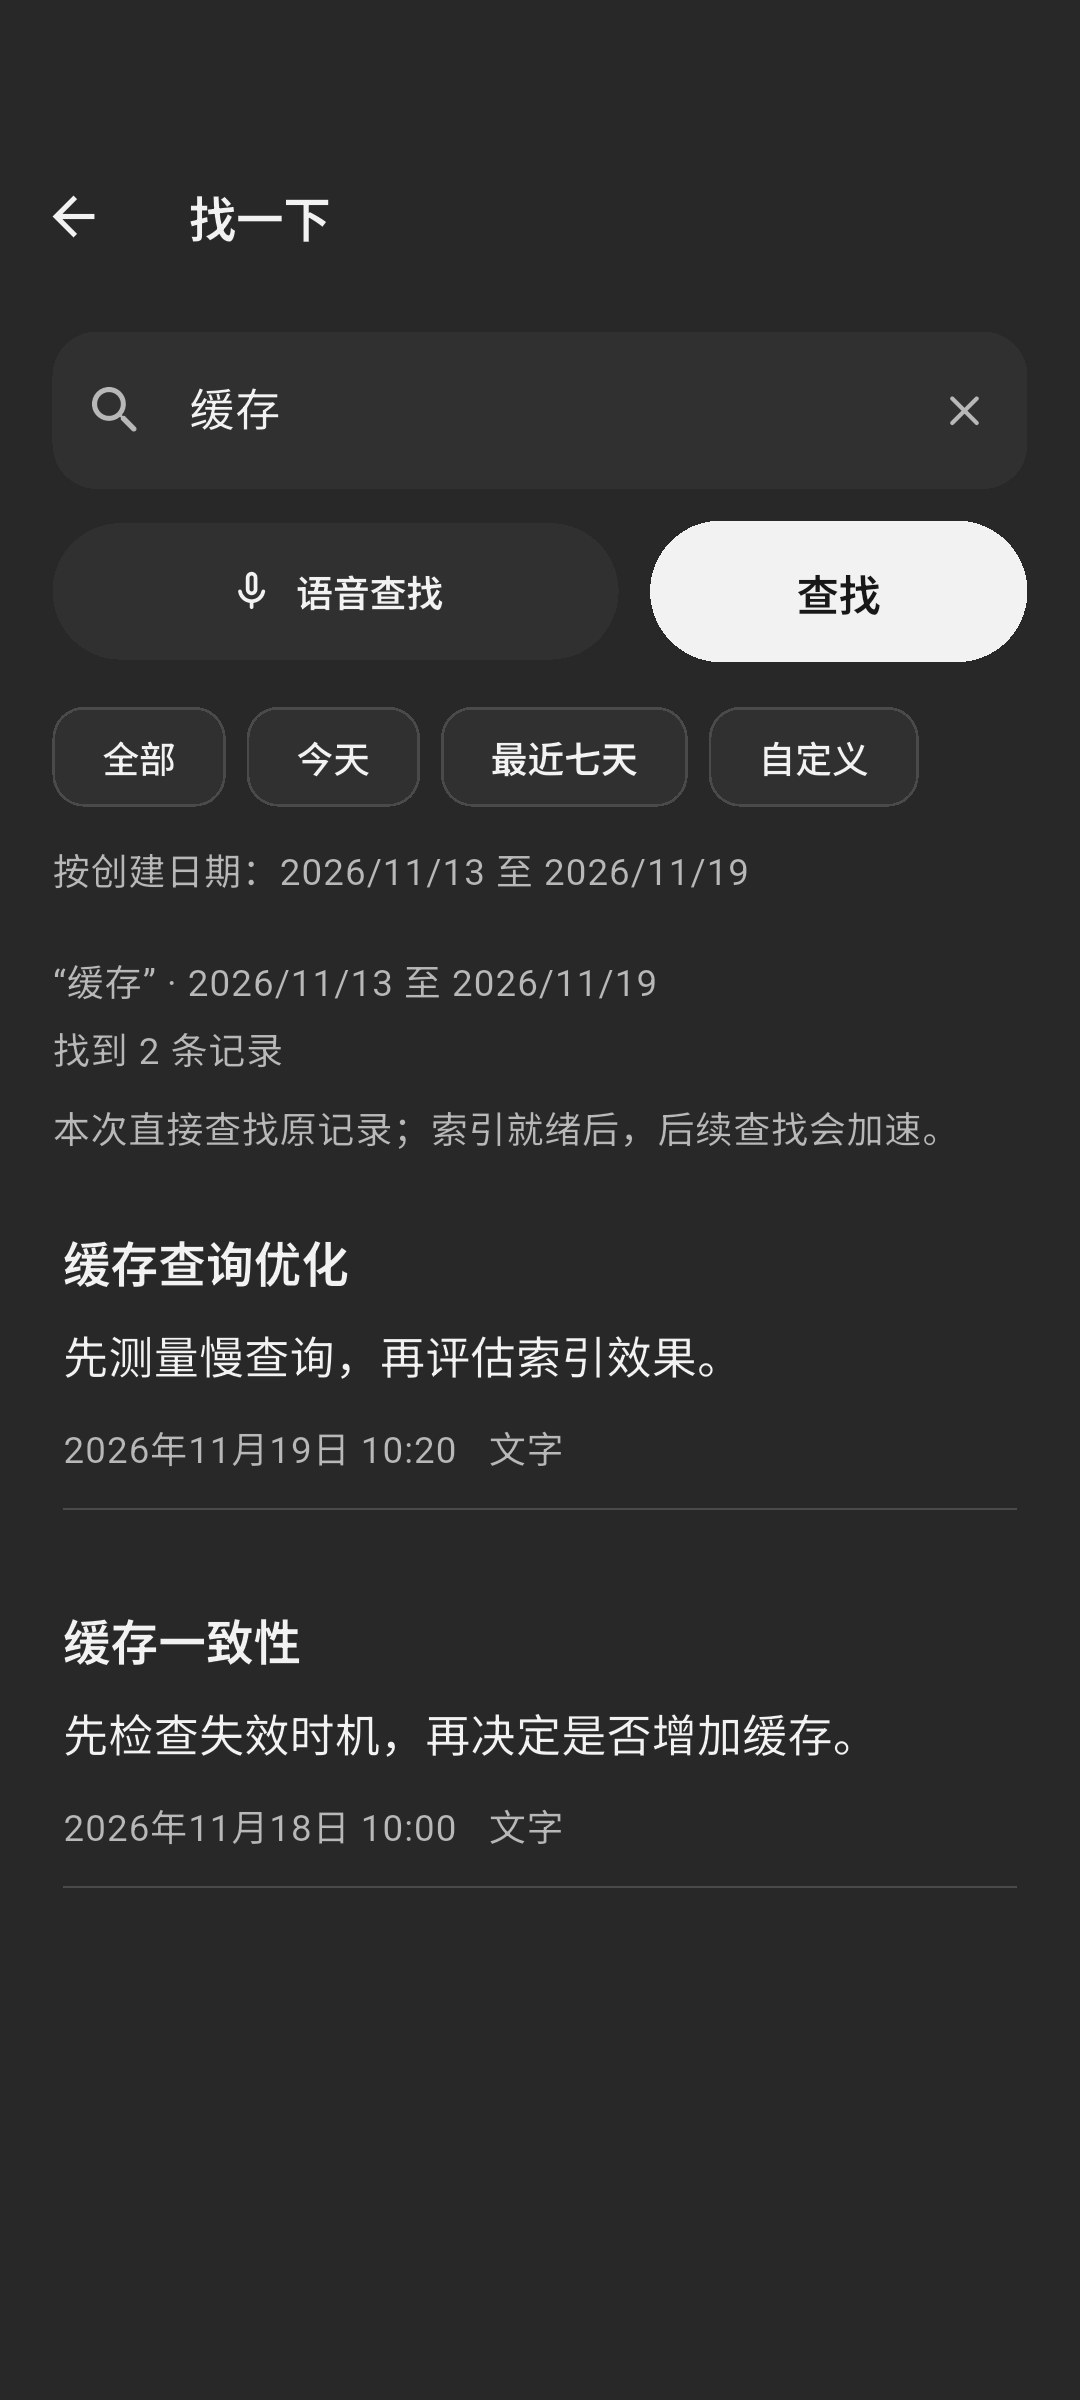 找一下
缓存
语音查找
查找
全部 今天 最近七天 自定义
按创建日期：2026/11/13 至 2026/11/19
“缓存” · 2026/11/13 至 2026/11/19
找到 2 条记录
本次直接查找原记录；索引就绪后，后续查找会加速。
缓存查询优化
先测量慢查询，再评估索引效果。
2026年11月19日 10:20 文字
缓存一致性
先检查失效时机，再决定是否增加缓存。
2026年11月18日 10:00 文字